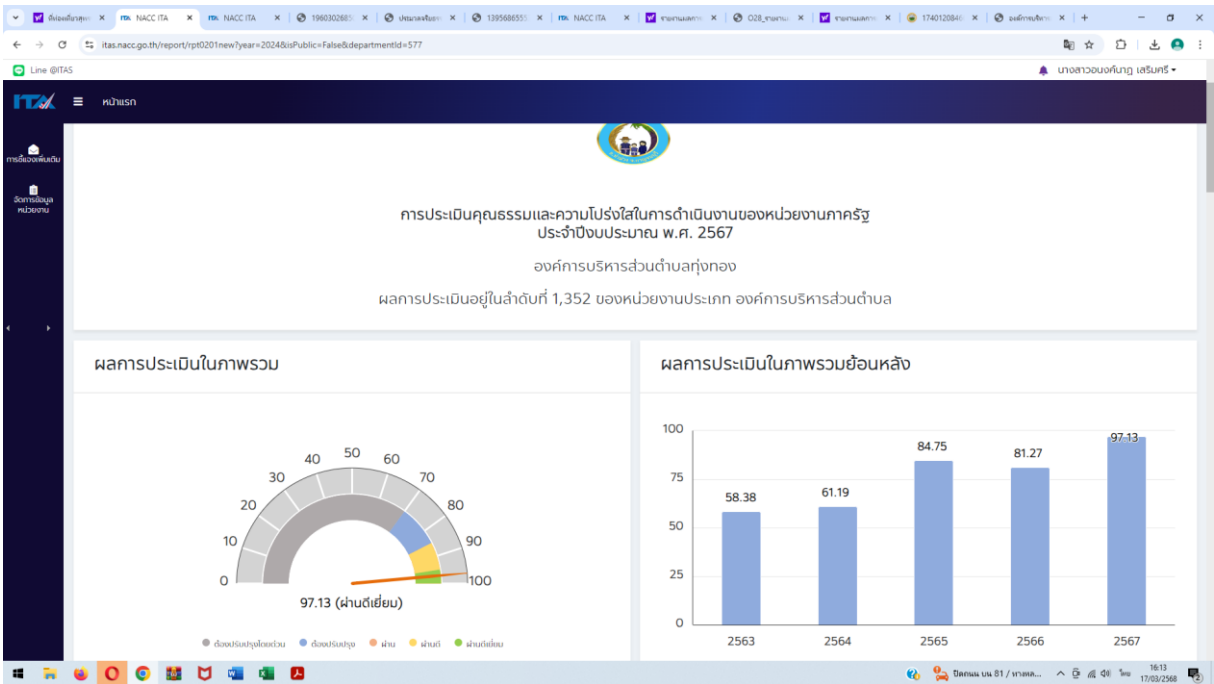 NACC ITA
NACC ITA
NACC ITA
itas.nacc.go.th/report/rpt0201new?year=2024&isPublic=False&departmentId=577
Line @ITAS
นางสาวอนงค์นาฏ เสริมศรี
ITA
หน้าแรก
การชี้แจงเพิ่มเติม
จัดการข้อมูล
หน่วยงาน
การประเมินคุณธรรมและความโปร่งใสในการดำเนินงานของหน่วยงานภาครัฐ
ประจำปีงบประมาณ พ.ศ. 2567
องค์การบริหารส่วนตำบลทุ่งทอง
ผลการประเมินอยู่ในลำดับที่ 1,352 ของหน่วยงานประเภท องค์การบริหารส่วนตำบล
ผลการประเมินในภาพรวม
0
10
20
30
40
50
60
70
80
90
100
97.13 (ผ่านดีเยี่ยม)
ต้องปรับปรุงโดยด่วน ต้องปรับปรุง ผ่าน ผ่านดี ผ่านดีเยี่ยม
ผลการประเมินในภาพรวมย้อนหลัง
100
75
50
25
0
58.38
61.19
84.75
81.27
97.13
2563 2564 2565 2566 2567
16:13
17/03/2568